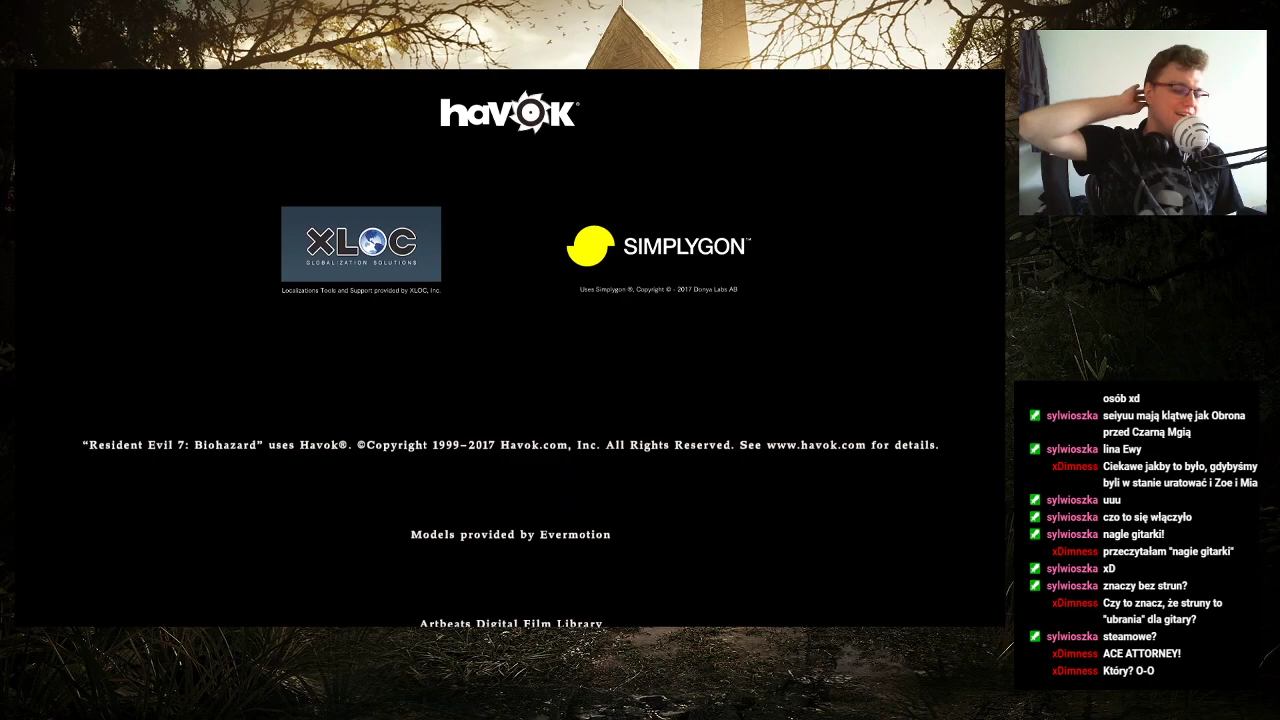 havok®
XLOC
GLOBALIZATION SOLUTIONS
Localizations Tools and Support provided by XLOC, Inc.
SIMPLYGON™
Uses Simplygon ®, Copyright © - 2017 Donya Labs AB
“Resident Evil 7: Biohazard” uses Havok®. ©Copyright 1999–2017 Havok.com, Inc. All Rights Reserved. See www.havok.com for details.
Models provided by Evermotion
Artbeats Digital Film Library
osób xd
sylwioszka seiyuu mają klątwę jak Obrona
przed Czarną Mgią
sylwioszka lina Ewy
xDimness Ciekawe jakby to było, gdybyśmy
byli w stanie uratować i Zoe i Mia
sylwioszka uuu
sylwioszka czo to się włączyło
sylwioszka nagle gitarki!
xDimness przeczytałam "nagie gitarki"
sylwioszka xD
sylwioszka znaczy bez strun?
xDimness Czy to znacz, że struny to
"ubrania" dla gitary?
sylwioszka steamowe?
xDimness ACE ATTORNEY!
xDimness Który? O-O